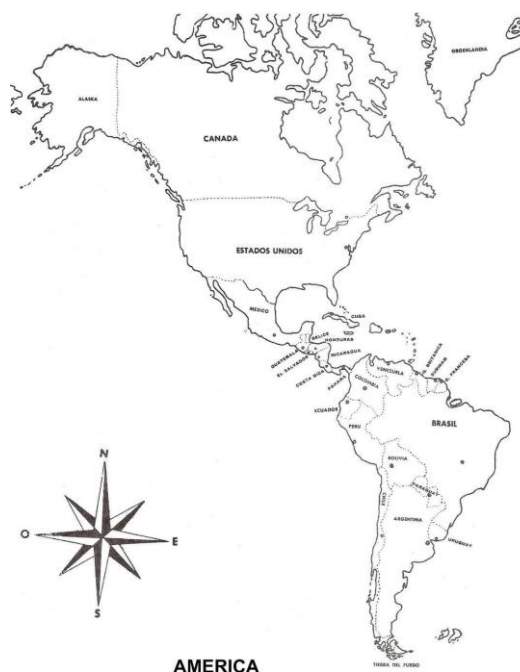 GROENLANDIA
ALASKA
CANADA
ESTADOS UNIDOS
MEXICO
CUBA
BELICE
HONDURAS
GUATEMALA
EL SALVADOR
NICARAGUA
COSTA RICA
PANAMA
VENEZUELA
BRITANICA
SURINAM
FRANCESA
COLOMBIA
ECUADOR
BRASIL
PERU
BOLIVIA
PARAGUAY
CHILE
ARGENTINA
URUGUAY
N
O
E
S
TIERRA DEL FUEGO
AMERICA